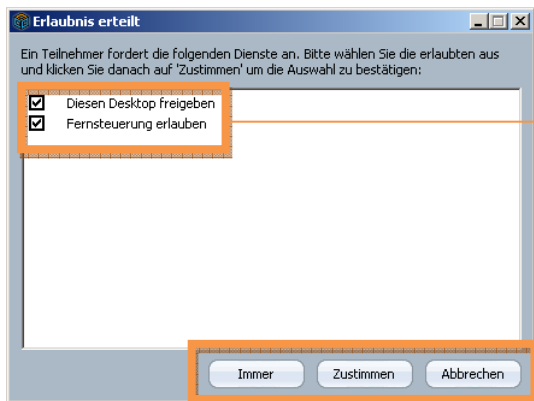 Erlaubnis erteilt
Ein Teilnehmer fordert die folgenden Dienste an. Bitte wählen Sie die erlaubten aus
und klicken Sie danach auf 'Zustimmen' um die Auswahl zu bestätigen:
Diesen Desktop freigeben
Fernsteuerung erlauben
Immer Zustimmen Abbrechen